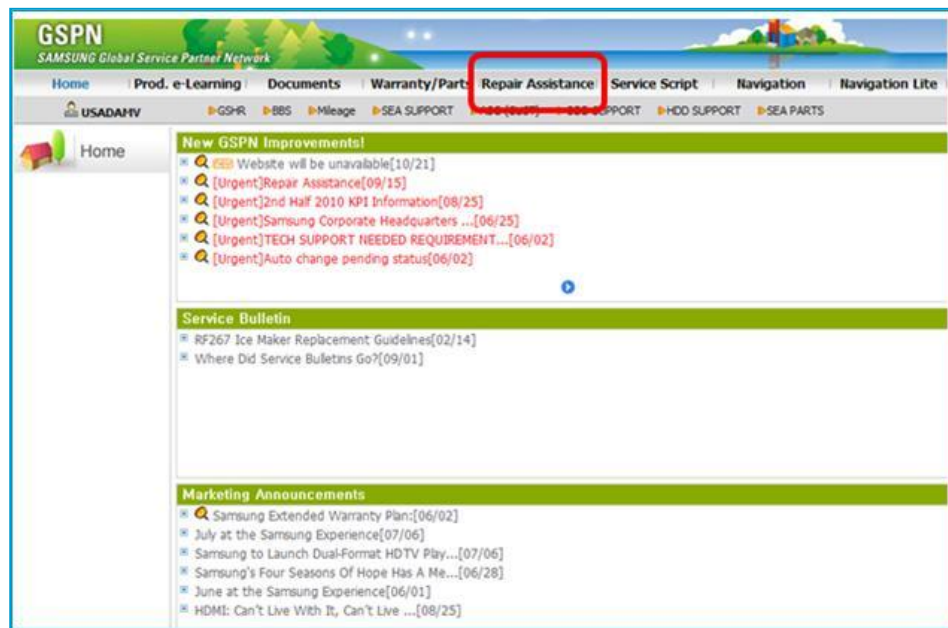 GSPN
SAMSUNG Global Service Partner Network
Home Prod. e-Learning Documents Warranty/Parts Repair Assistance Service Script Navigation Navigation Lite
USADAHV GSHR BBS Mileage SEA SUPPORT SUPPORT HDD SUPPORT SEA PARTS
Home
New GSPN Improvements!
Website will be unavailable[10/21]
[Urgent]Repair Assistance[09/15]
[Urgent]2nd Half 2010 KPI Information[08/25]
[Urgent]Samsung Corporate Headquarters ...[06/25]
[Urgent]TECH SUPPORT NEEDED REQUIREMENT...[06/02]
[Urgent]Auto change pending status[06/02]
Service Bulletin
RF267 Ice Maker Replacement Guidelines[02/14]
Where Did Service Bulletins Go?[09/01]
Marketing Announcements
Samsung Extended Warranty Plan:[06/02]
July at the Samsung Experience[07/06]
Samsung to Launch Dual-Format HDTV Play...[07/06]
Samsung's Four Seasons Of Hope Has A Me...[06/28]
June at the Samsung Experience[06/01]
HDMI: Can't Live With It, Can't Live ...[08/25]